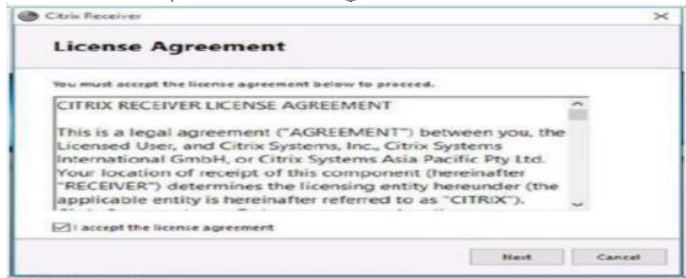 Citrix Receiver
License Agreement
You must accept the license agreement below to proceed.
CITRIX RECEIVER LICENSE AGREEMENT
This is a legal agreement ("AGREEMENT") between you, the
Licensed User, and Citrix Systems, Inc., Citrix Systems
International GmbH, or Citrix Systems Asia Pacific Pty Ltd.
Your location of receipt of this component (hereinafter
"RECEIVER") determines the licensing entity hereunder (the
applicable entity is hereinafter referred to as "CITRIX").
I accept the license agreement
Next Cancel